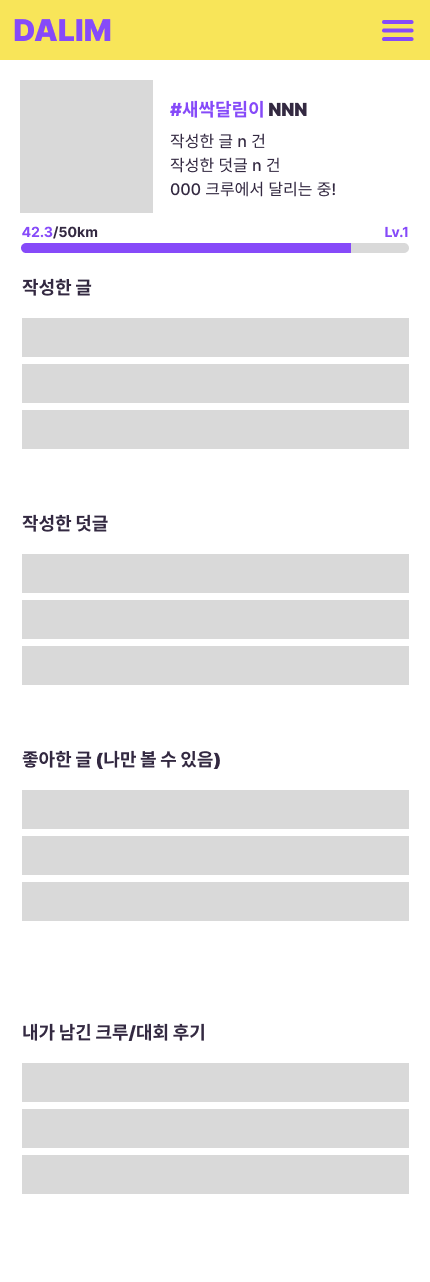 DALIM
#새싹달림이 NNN
작성한 글 n 건
작성한 덧글 n 건
000 크루에서 달리는 중!
42.3/50km
Lv.1
작성한 글
작성한 덧글
좋아한 글 (나만 볼 수 있음)
내가 남긴 크루/대회 후기